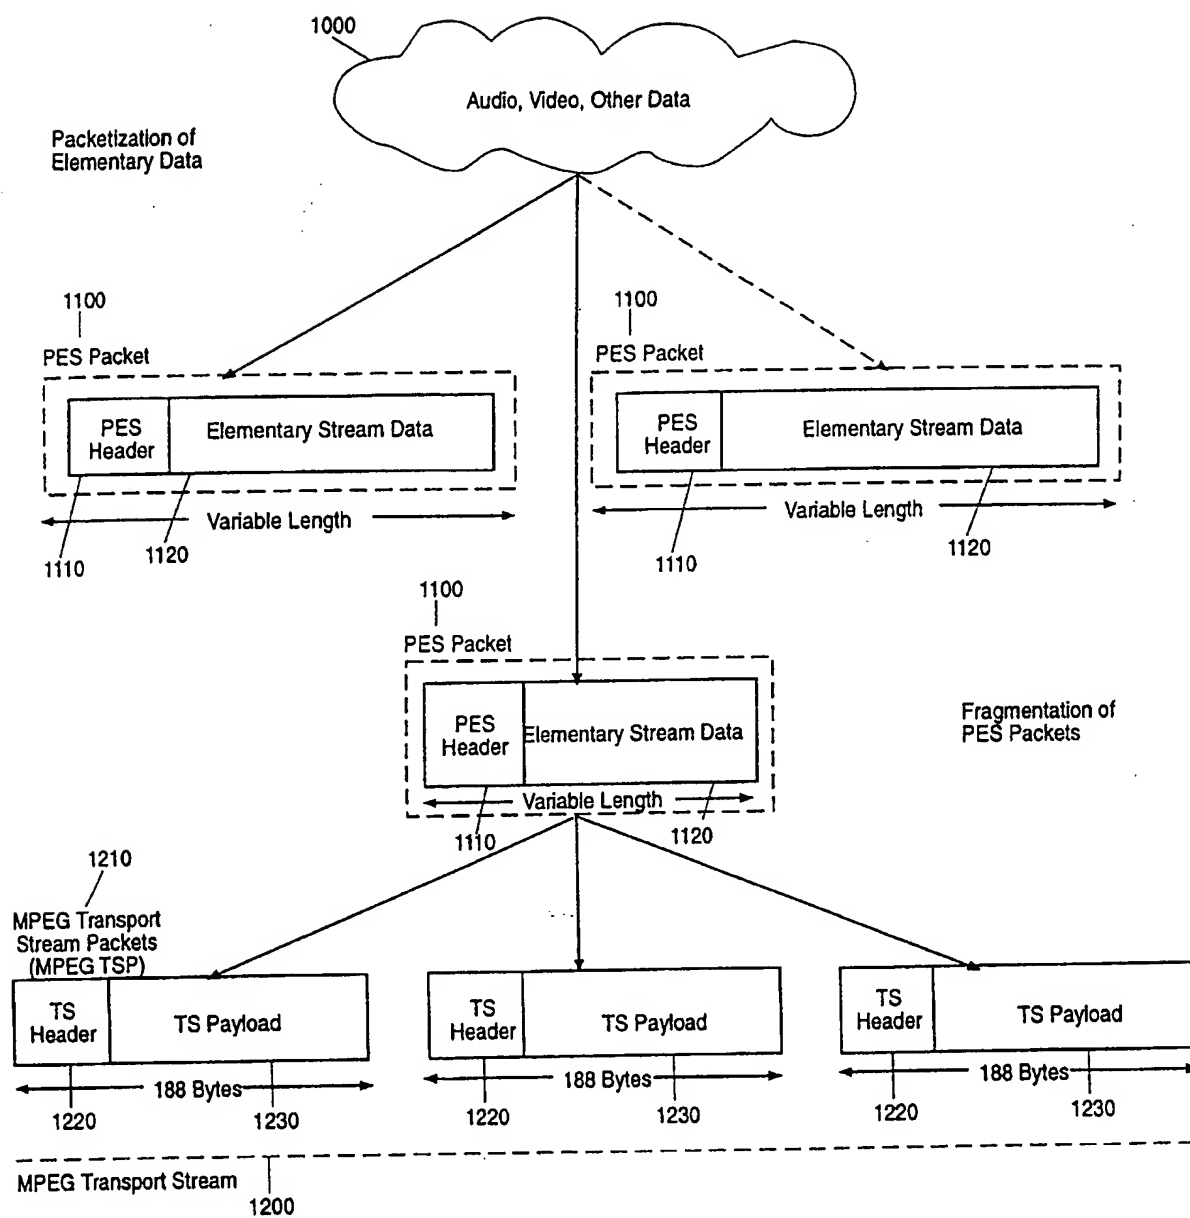 1000
Audio, Video, Other Data
Packetization of
Elementary Data
1100
PES Packet
PES
Header
Elementary Stream Data
Variable Length
1110
1120
1100
PES Packet
PES
Header
Elementary Stream Data
Variable Length
1110
1120
1100
PES Packet
PES
Header
Elementary Stream Data
Variable Length
1110
1120
Fragmentation of
PES Packets
1210
MPEG Transport
Stream Packets
(MPEG TSP)
TS
Header
TS Payload
188 Bytes
1220
1230
TS
Header
TS Payload
188 Bytes
1220
1230
TS
Header
TS Payload
188 Bytes
1220
1230
MPEG Transport Stream
1200